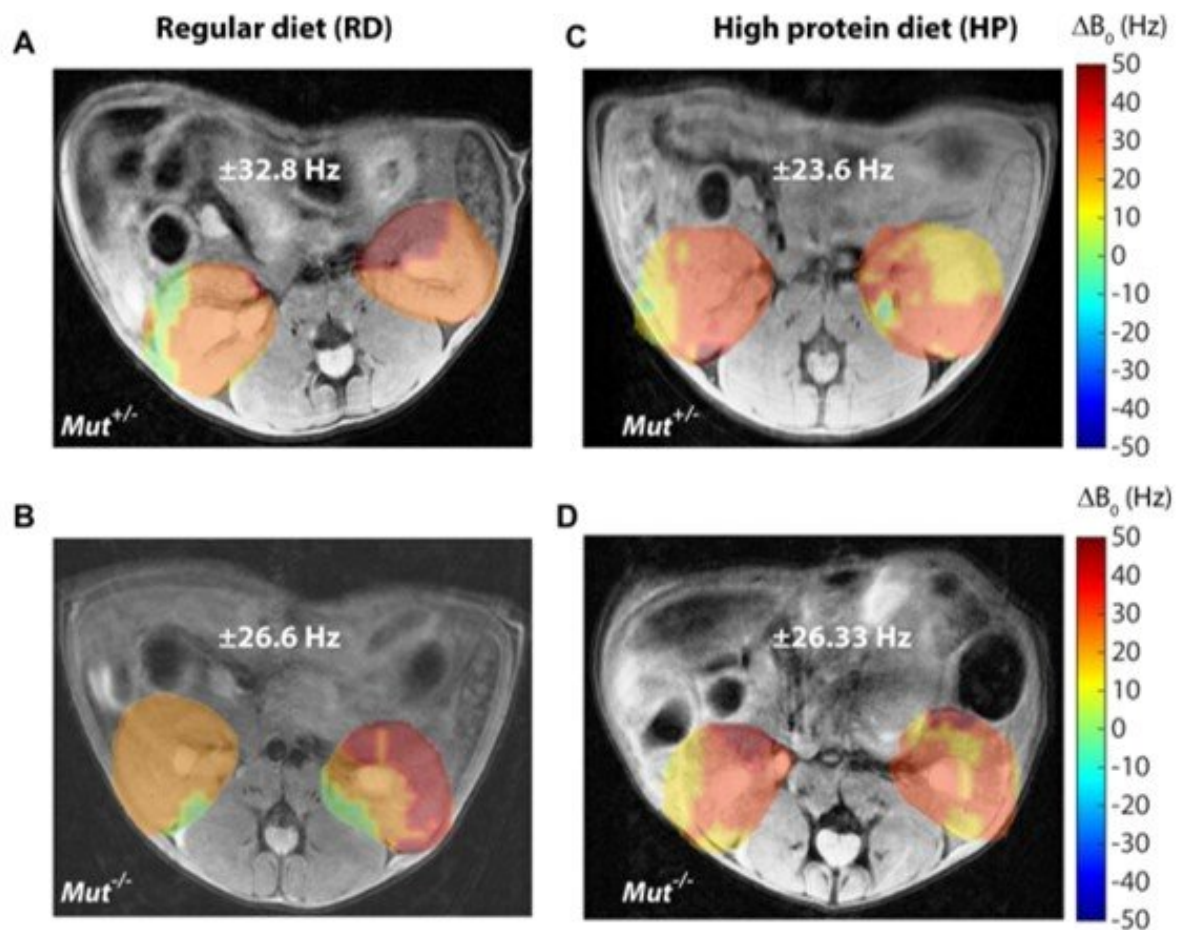 Regular diet (RD)
High protein diet (HP)
A
C
ΔB₀ (Hz)
±32.8 Hz
±23.6 Hz
50
40
30
20
10
0
-10
-20
-30
-40
-50
Mut⁺/⁻
Mut⁺/⁻
B
D
ΔB₀ (Hz)
±26.6 Hz
±26.33 Hz
50
40
30
20
10
0
-10
-20
-30
-40
-50
Mut⁻/⁻
Mut⁻/⁻